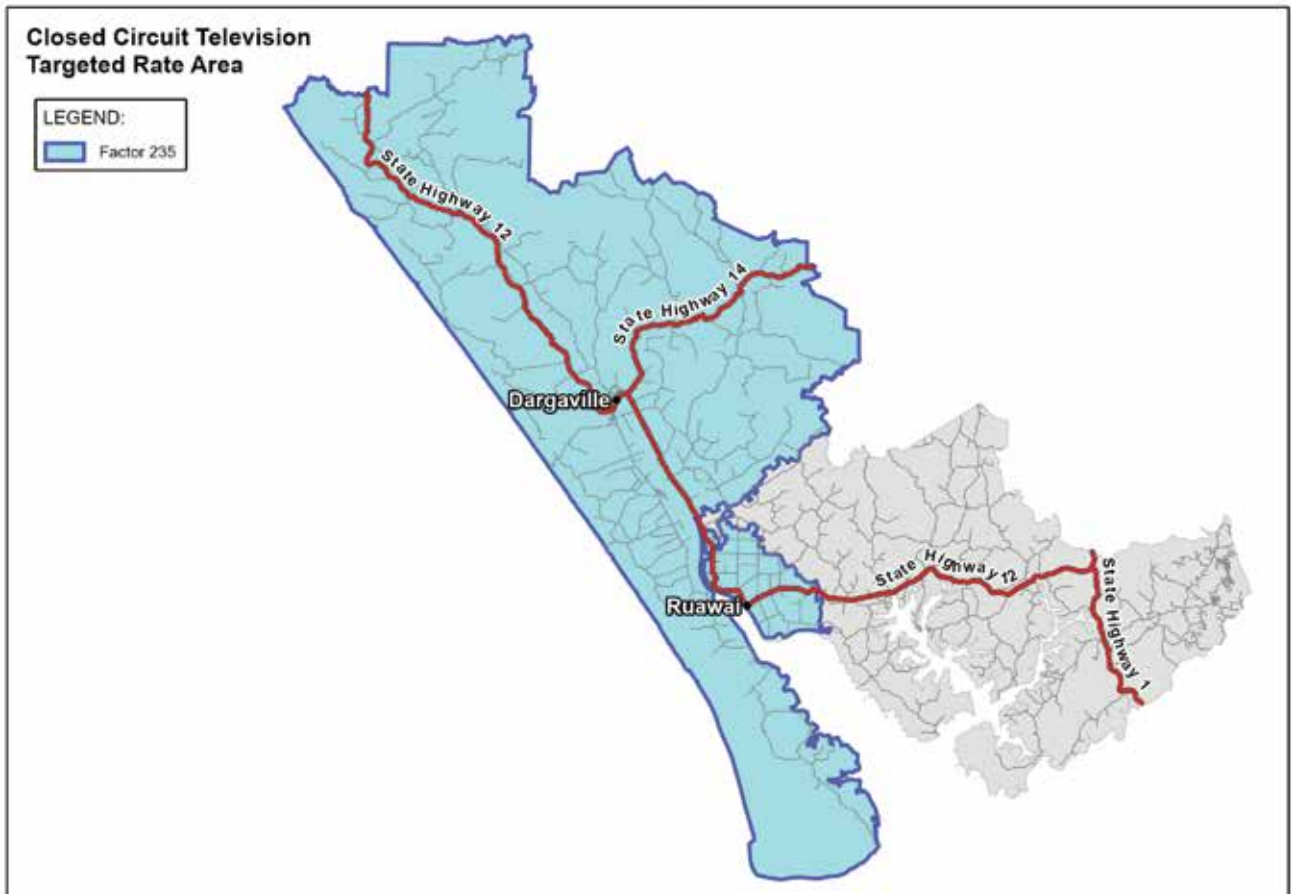 Closed Circuit Television
Targeted Rate Area
LEGEND:
Factor 235
State Highway 12
State Highway 14
Dargaville
State Highway 12
State Highway 1
Ruawai